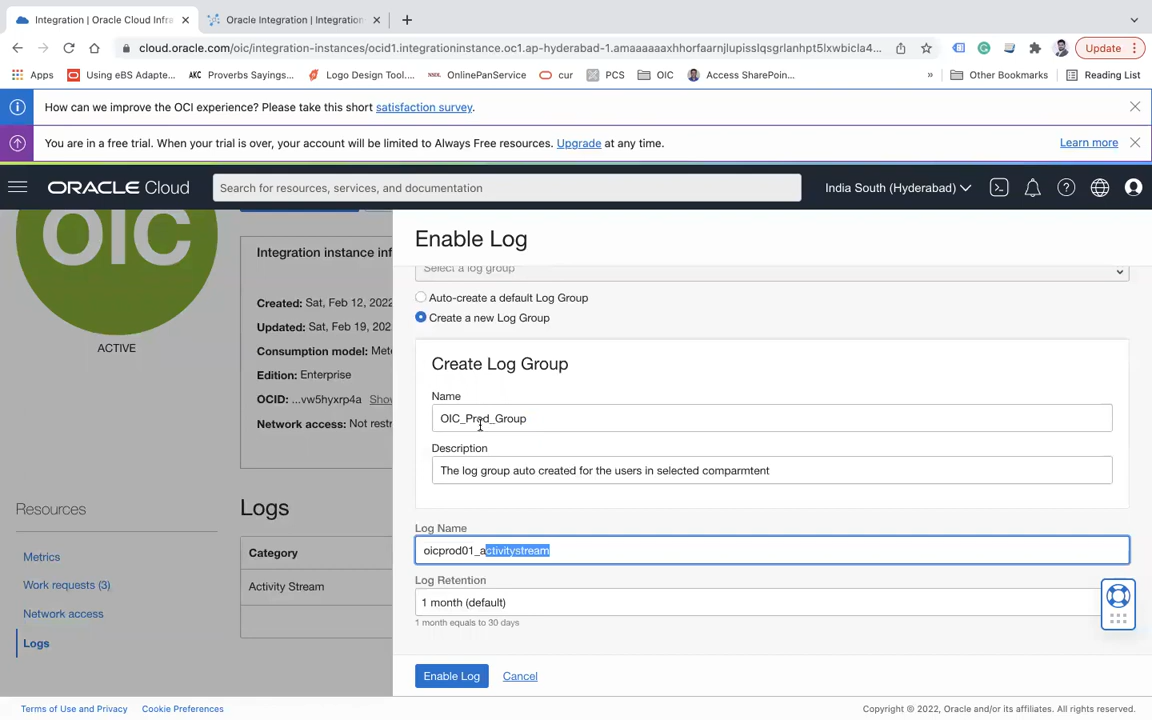 Integration | Oracle Cloud Infra
Oracle Integration | Integration
cloud.oracle.com/oic/integration-instances/ocid1.integrationinstance.oc1.ap-hyderabad-1.amaaaaaaxhhorfaarnjlupisslqsgrlanhpt5lxwbicla4...
Update
Apps
Using eBS Adapte...
AKC Proverbs Sayings...
Logo Design Tool....
OnlinePanService
cur
PCS
OIC
Access SharePoin...
»
Other Bookmarks
Reading List
How can we improve the OCI experience? Please take this short satisfaction survey.
You are in a free trial. When your trial is over, your account will be limited to Always Free resources. Upgrade at any time.
Learn more
ORACLE Cloud
Search for resources, services, and documentation
India South (Hyderabad)
OIC
ACTIVE
Integration instance inf
Created: Sat, Feb 12, 2022
Updated: Sat, Feb 19, 202
Consumption model: Met
Edition: Enterprise
OCID: ...vw5hyxrp4a Show
Network access: Not restr
Resources
Metrics
Work requests (3)
Network access
Logs
Logs
Category
Activity Stream
Enable Log
Select a log group
Auto-create a default Log Group
Create a new Log Group
Create Log Group
Name
OIC_Prod_Group
Description
The log group auto created for the users in selected comparmtent
Log Name
oicprod01_activitystream
Log Retention
1 month (default)
1 month equals to 30 days
Enable Log
Cancel
Terms of Use and Privacy
Cookie Preferences
Copyright © 2022, Oracle and/or its affiliates. All rights reserved.